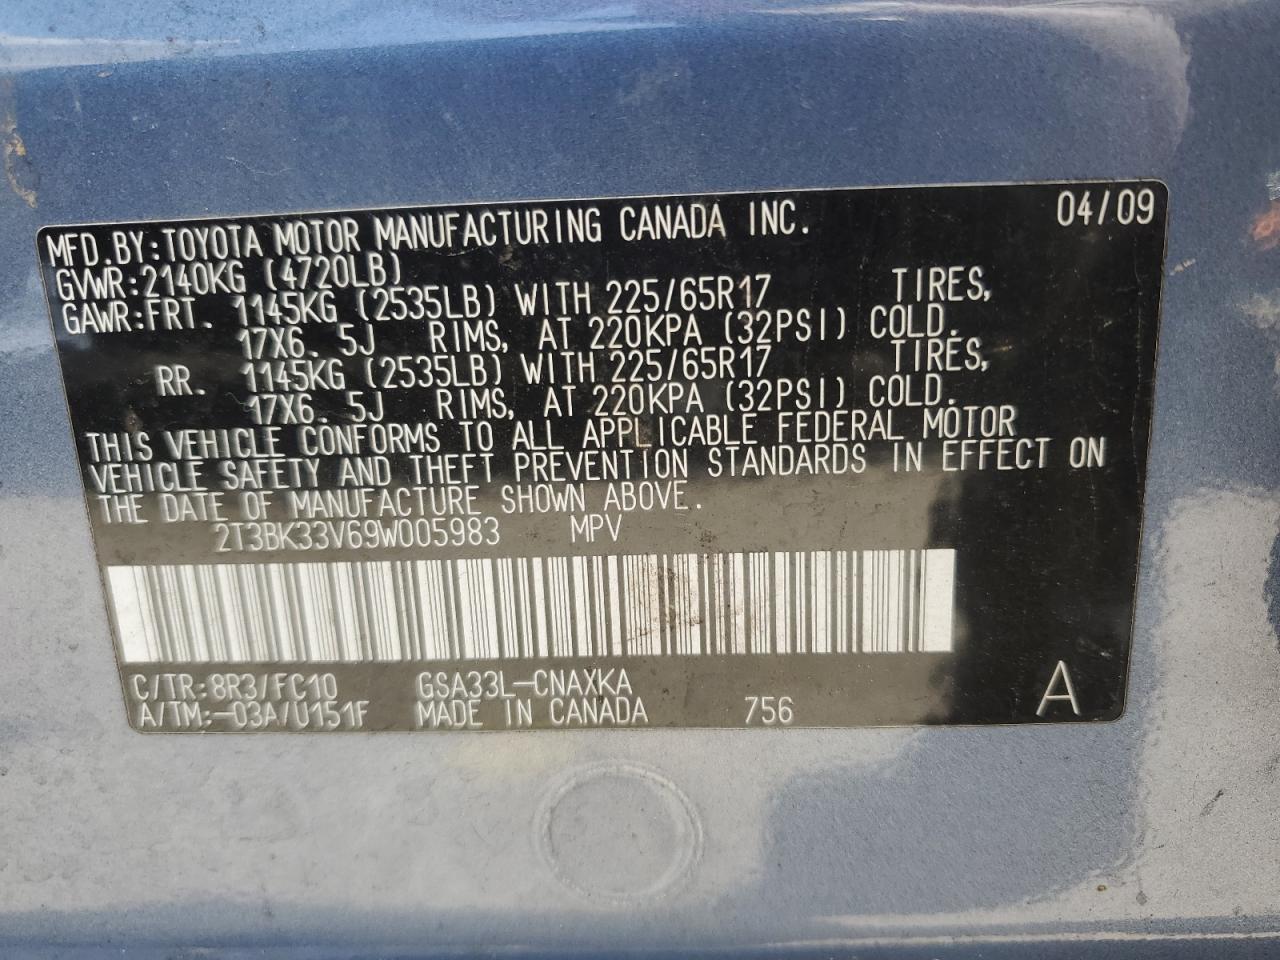 MFD.BY:TOYOTA MOTOR MANUFACTURING CANADA INC. 04/09
GVWR:2140KG (4720LB)
GAWR:FRT. 1145KG (2535LB) WITH 225/65R17 TIRES,
17X6.5J RIMS, AT 220KPA (32PSI) COLD.
RR. 1145KG (2535LB) WITH 225/65R17 TIRES,
17X6.5J RIMS, AT 220KPA (32PSI) COLD.
THIS VEHICLE CONFORMS TO ALL APPLICABLE FEDERAL MOTOR
VEHICLE SAFETY AND THEFT PREVENTION STANDARDS IN EFFECT ON
THE DATE OF MANUFACTURE SHOWN ABOVE.
2T3BK33V69W005983 MPV
C/TR:8R3/FC10 GSA33L-CNAXKA
A/TM:-03A/U151F MADE IN CANADA 756 A